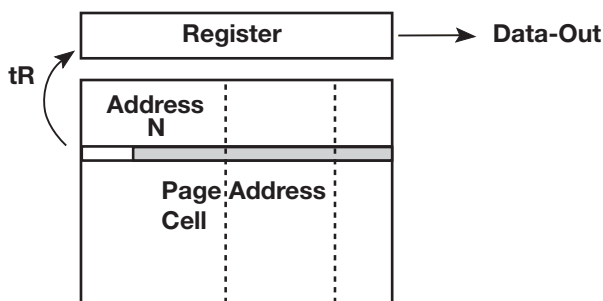 Register
Data-Out
tR
Address
N
Page Address
Cell